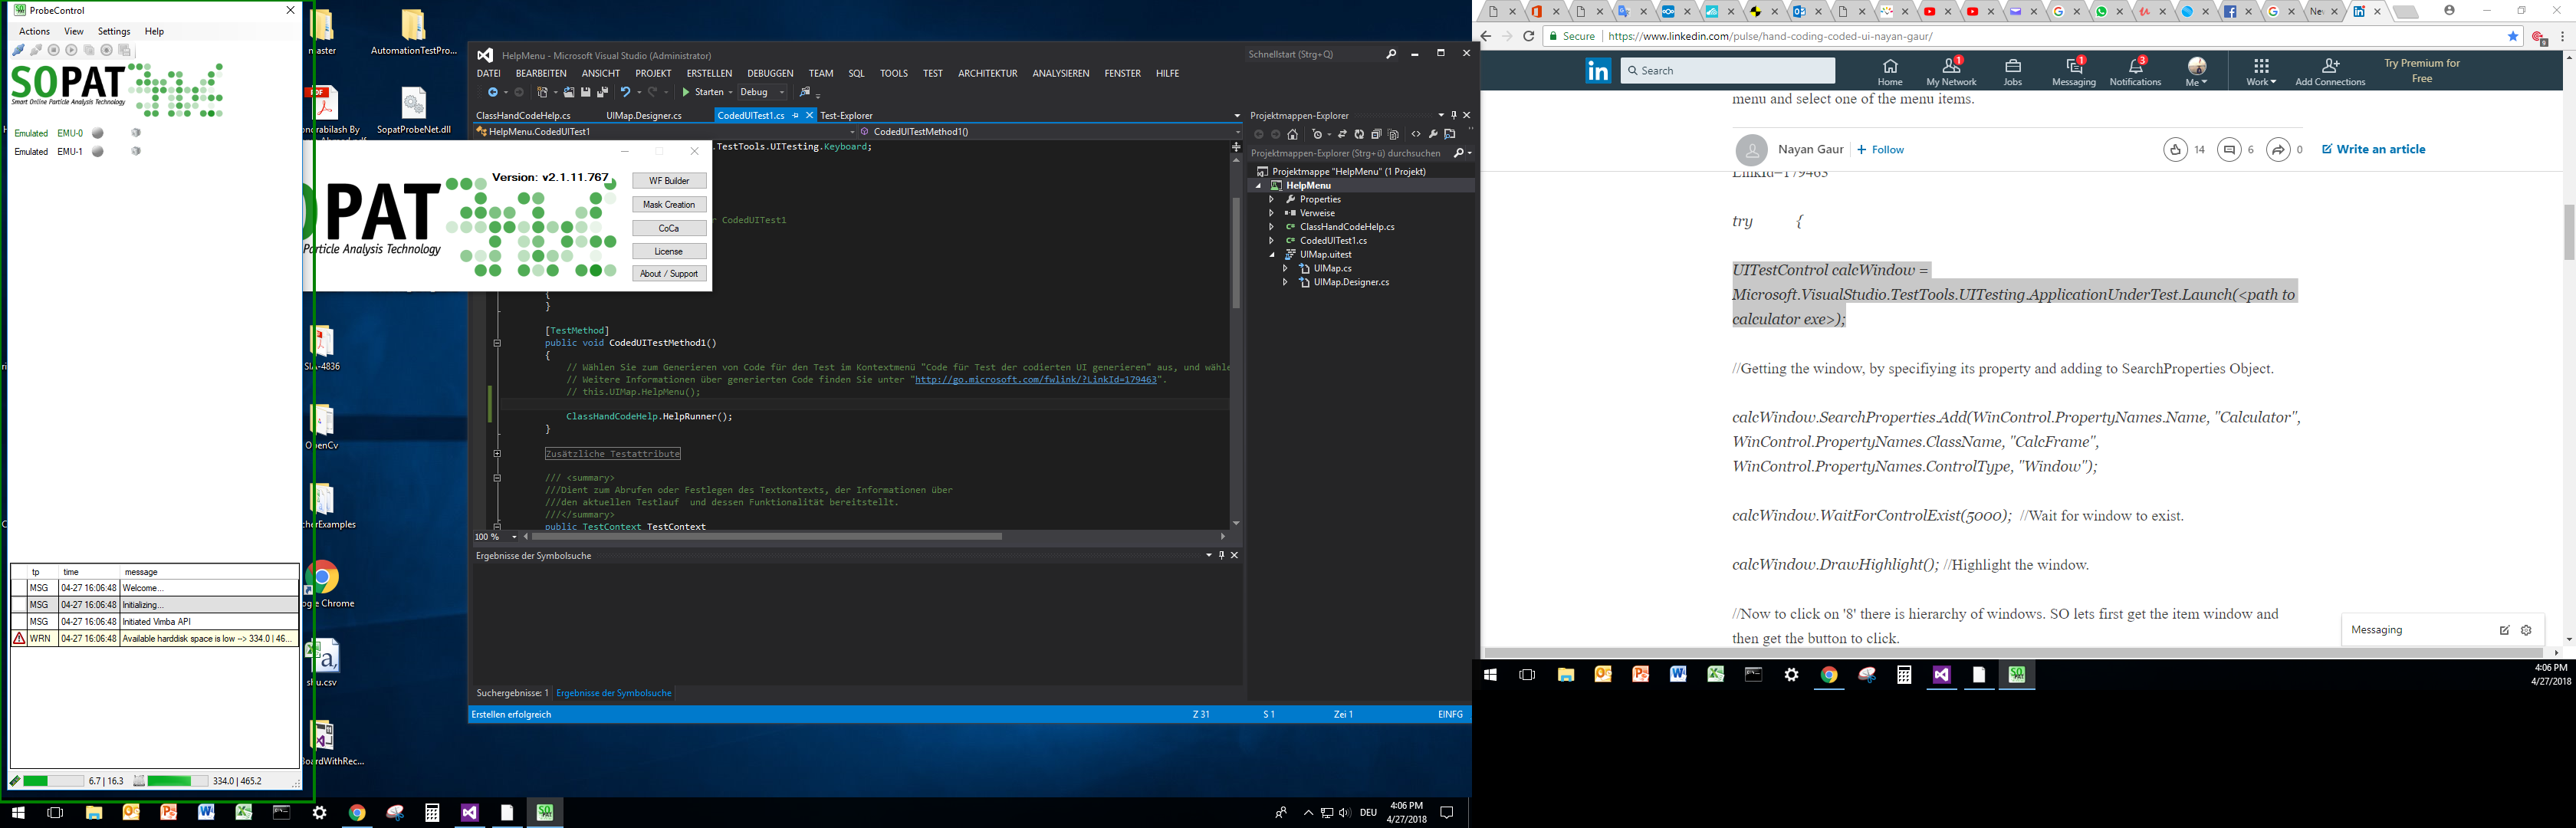 ProbeControl
Actions View Settings Help
SOPAT
Smart Online Particle Analysis Technology
Emulated EMU-0
Emulated EMU-1
tp time message
MSG 04-27 16:06:48 Welcome...
MSG 04-27 16:06:48 Initializing...
MSG 04-27 16:06:48 Initiated Vimba API
WRN 04-27 16:06:48 Available harddisk space is low --> 334.0 | 46...
6.7 | 16.3 334.0 | 465.2
master
AutomationTestPro...
PDF
SopatProbeNet.dll
SIA-4836
OpenCv
cherExamples
ogle Chrome
a,
shu.csv
BoardWithRec...
Version: v2.1.11.767
PAT
Particle Analysis Technology
WF Builder
Mask Creation
CoCa
License
About / Support
HelpMenu - Microsoft Visual Studio (Administrator)
Schnellstart (Strg+Q)
DATEI BEARBEITEN ANSICHT PROJEKT ERSTELLEN DEBUGGEN TEAM SQL TOOLS TEST ARCHITEKTUR ANALYSIEREN FENSTER HILFE
Starten Debug
ClassHandCodeHelp.cs UIMap.Designer.cs CodedUITest1.cs Test-Explorer
HelpMenu.CodedUITest1 CodedUITestMethod1()
.TestTools.UITesting.Keyboard;
r CodedUITest1
{
}
[TestMethod]
public void CodedUITestMethod1()
{
// Wählen Sie zum Generieren von Code für den Test im Kontextmenü "Code für Test der codierten UI generieren" aus, und wähle
// Weitere Informationen über generierten Code finden Sie unter "http://go.microsoft.com/fwlink/?LinkId=179463".
// this.UIMap.HelpMenu();
ClassHandCodeHelp.HelpRunner();
}
Zusätzliche Testattribute
/// <summary>
///Dient zum Abrufen oder Festlegen des Textkontexts, der Informationen über
///den aktuellen Testlauf und dessen Funktionalität bereitstellt.
///</summary>
public TestContext TestContext
100 %
Ergebnisse der Symbolsuche
Suchergebnisse: 1 Ergebnisse der Symbolsuche
Erstellen erfolgreich Z 31 S 1 Zei 1 EINFG
Projektmappen-Explorer
Projektmappen-Explorer (Strg+ü) durchsuchen
Projektmappe "HelpMenu" (1 Projekt)
HelpMenu
Properties
Verweise
ClassHandCodeHelp.cs
CodedUITest1.cs
UIMap.uitest
UIMap.cs
UIMap.Designer.cs
DEU
4:06 PM
4/27/2018
Secure https://www.linkedin.com/pulse/hand-coding-coded-ui-nayan-gaur/
in Search
Home My Network 1 Jobs Messaging 1 Notifications 3 Me Work Add Connections
Try Premium for
Free
menu and select one of the menu items.
Nayan Gaur + Follow 14 6 0 Write an article
LinkId=179463
try {
UITestControl calcWindow =
Microsoft.VisualStudio.TestTools.UITesting.ApplicationUnderTest.Launch(<path to
calculator exe>);
//Getting the window, by specifiying its property and adding to SearchProperties Object.
calcWindow.SearchProperties.Add(WinControl.PropertyNames.Name, "Calculator",
WinControl.PropertyNames.ClassName, "CalcFrame",
WinControl.PropertyNames.ControlType, "Window");
calcWindow.WaitForControlExist(5000); //Wait for window to exist.
calcWindow.DrawHighlight(); //Highlight the window.
//Now to click on '8' there is hierarchy of windows. SO lets first get the item window and
then get the button to click.
Messaging
4:06 PM
4/27/2018